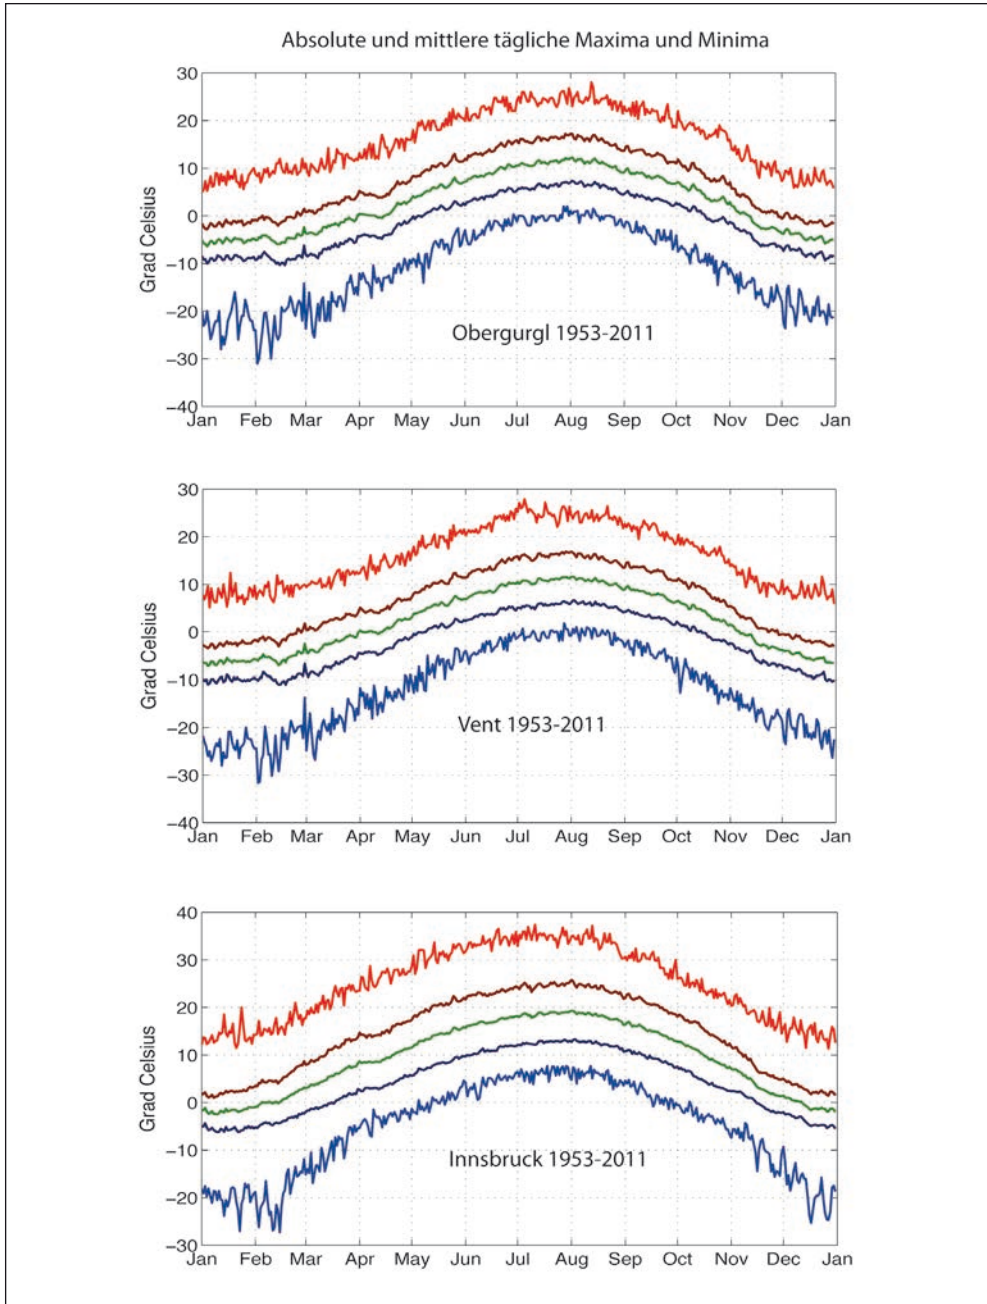 Absolute und mittlere tägliche Maxima und Minima
30
20
10
0
−10
−20
−30
−40
Grad Celsius
Obergurgl 1953-2011
Jan Feb Mar Apr May Jun Jul Aug Sep Oct Nov Dec Jan
30
20
10
0
−10
−20
−30
−40
Grad Celsius
Vent 1953-2011
Jan Feb Mar Apr May Jun Jul Aug Sep Oct Nov Dec Jan
40
30
20
10
0
−10
−20
−30
Grad Celsius
Innsbruck 1953-2011
Jan Feb Mar Apr May Jun Jul Aug Sep Oct Nov Dec Jan